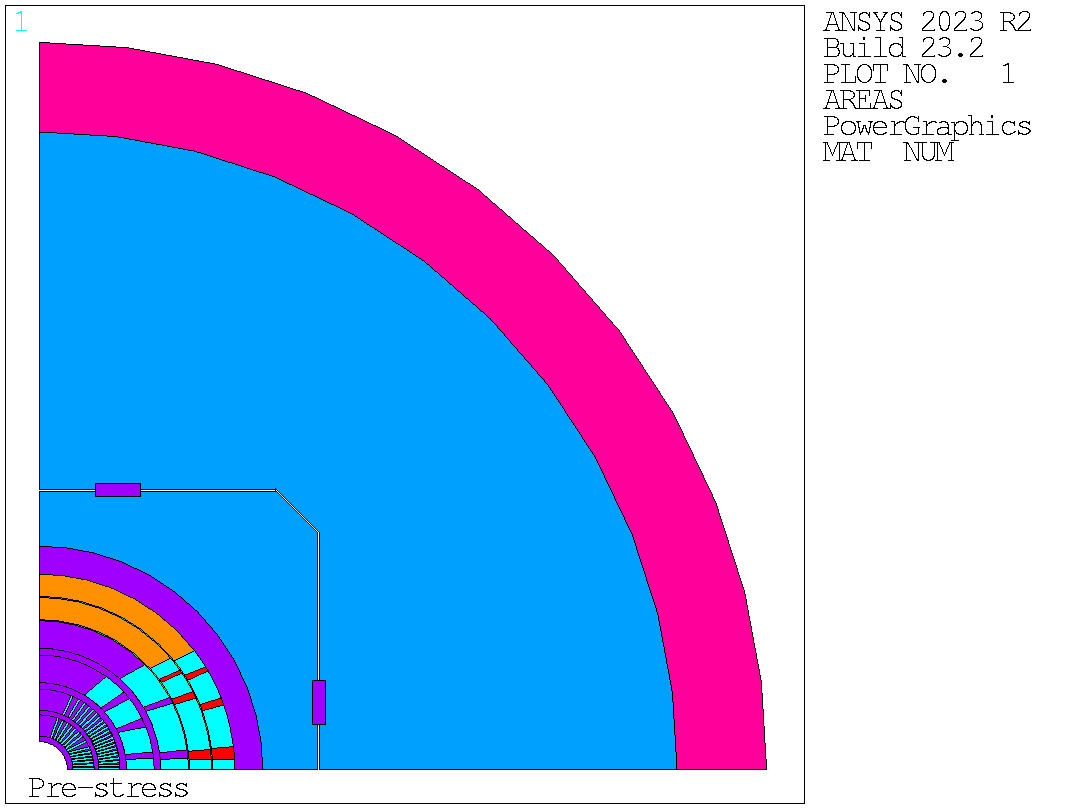 1
ANSYS 2023 R2
Build 23.2
PLOT NO. 1
AREAS
PowerGraphics
MAT NUM
Pre-stress